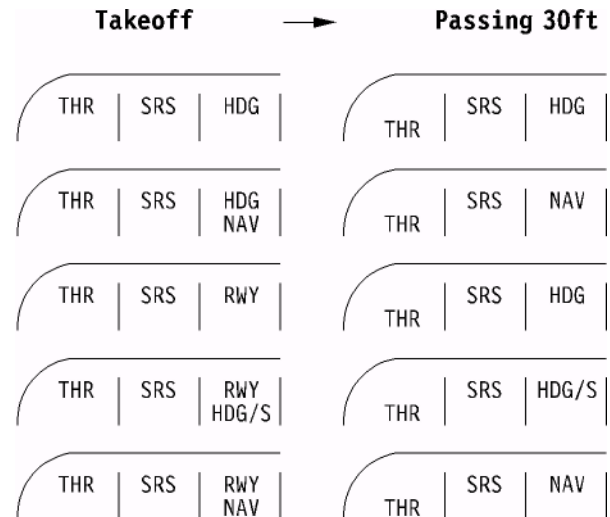 Takeoff → Passing 30ft
THR SRS HDG THR SRS HDG
THR SRS HDG NAV THR SRS NAV
THR SRS RWY THR SRS HDG
THR SRS RWY HDG/S THR SRS HDG/S
THR SRS RWY NAV THR SRS NAV